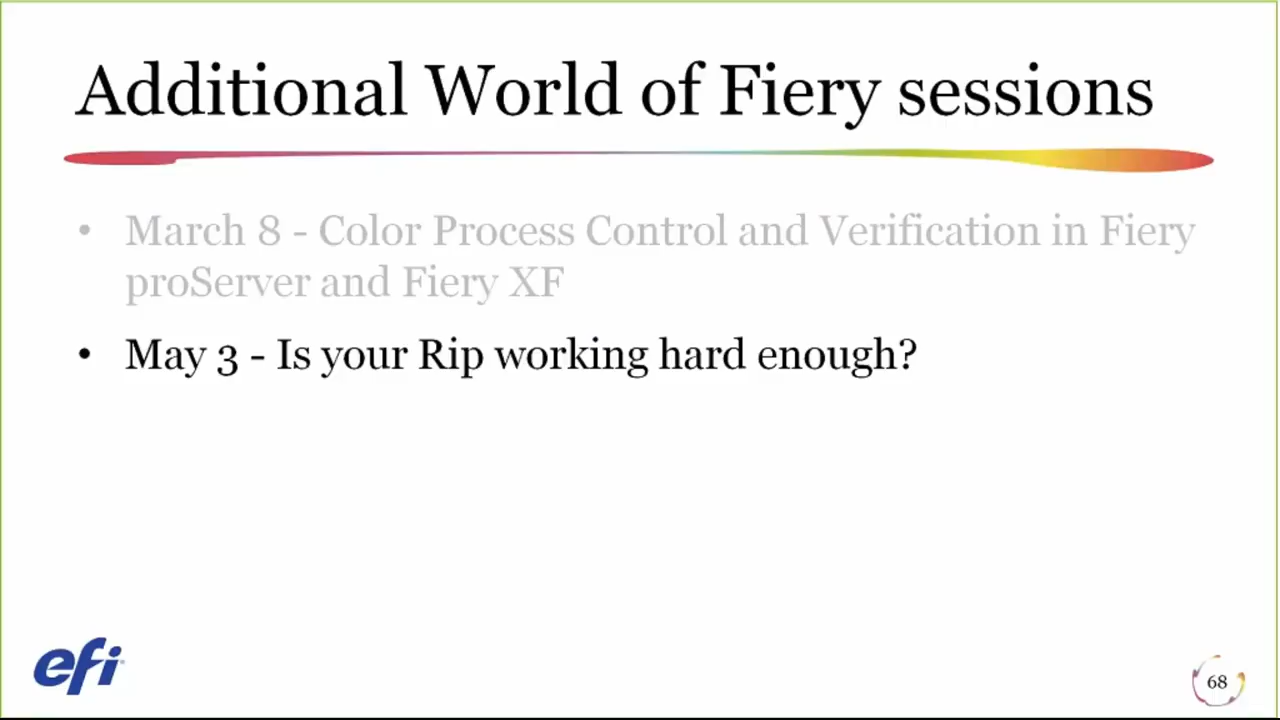 Additional World of Fiery sessions
• March 8 - Color Process Control and Verification in Fiery
proServer and Fiery XF
• May 3 - Is your Rip working hard enough?
efi
68